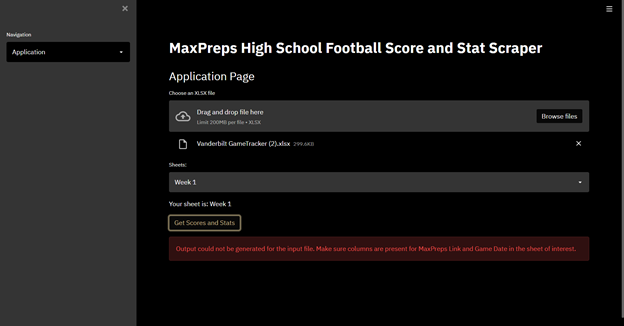 Navigation
Application
MaxPreps High School Football Score and Stat Scraper
Application Page
Choose an XLSX file
Drag and drop file here
Limit 200MB per file • XLSX
Browse files
Vanderbilt GameTracker (2).xlsx 299.6KB
Sheets:
Week 1
Your sheet is: Week 1
Get Scores and Stats
Output could not be generated for the input file. Make sure columns are present for MaxPreps Link and Game Date in the sheet of interest.